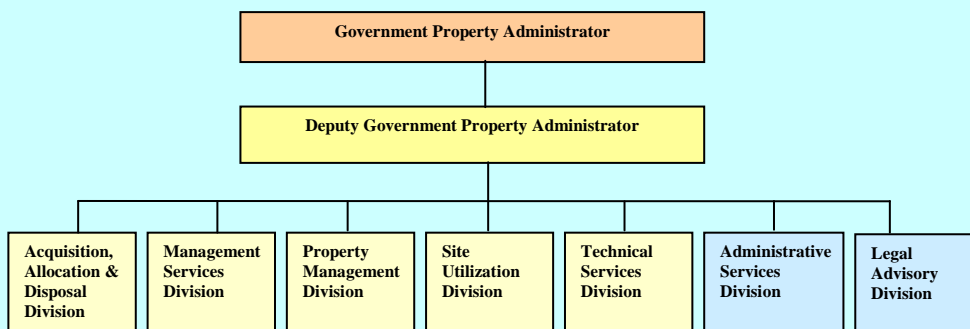 Government Property Administrator
Deputy Government Property Administrator
Acquisition,
Allocation &
Disposal
Division
Management
Services
Division
Property
Management
Division
Site
Utilization
Division
Technical
Services
Division
Administrative
Services
Division
Legal
Advisory
Division